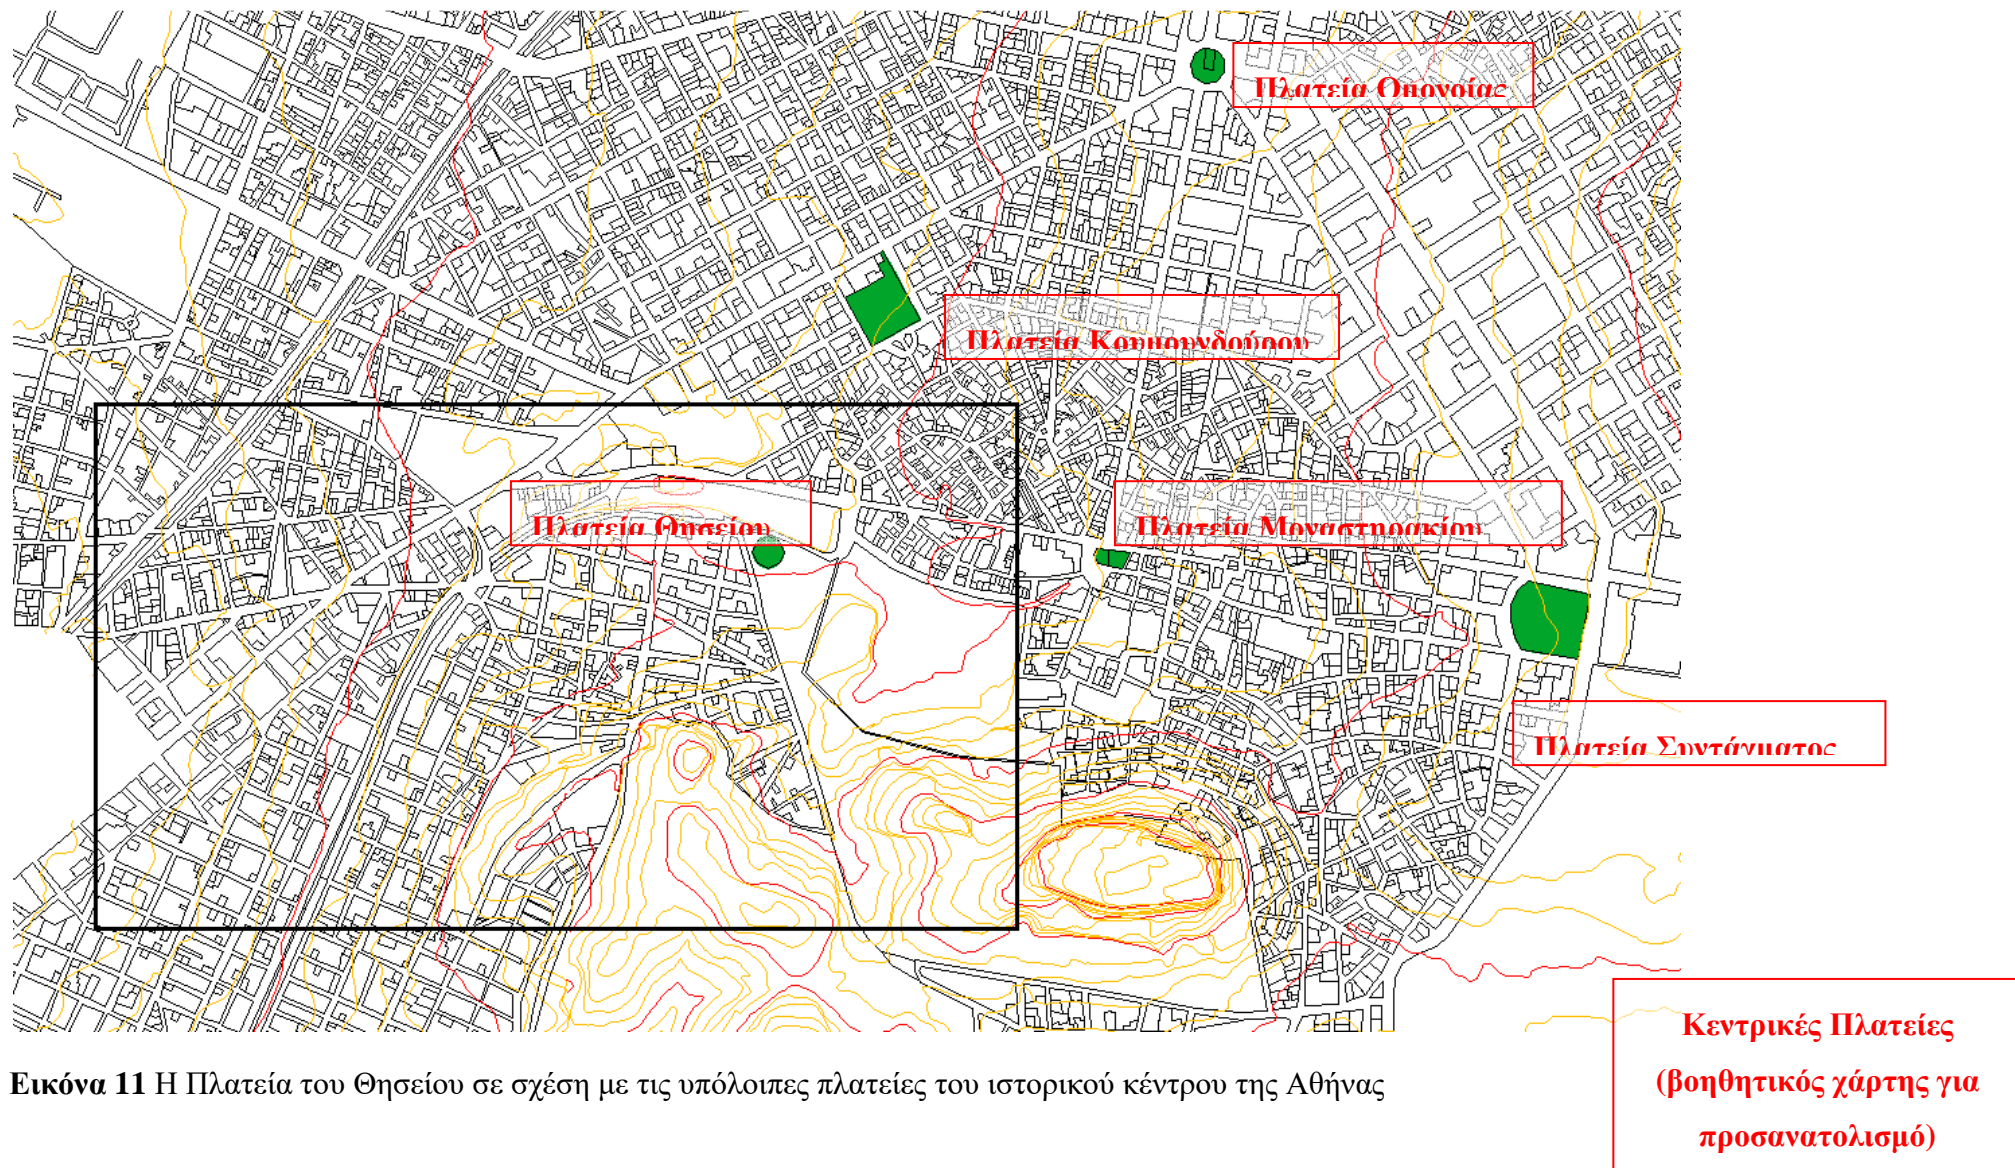 Πλατεία Ομονοίας
Πλατεία Κουμουνδούρου
Πλατεία Θησείου
Πλατεία Μοναστηρακίου
Πλατεία Συντάγματος
Κεντρικές Πλατείες
(βοηθητικός χάρτης για
προσανατολισμό)
Εικόνα 11 Η Πλατεία του Θησείου σε σχέση με τις υπόλοιπες πλατείες του ιστορικού κέντρου της Αθήνας